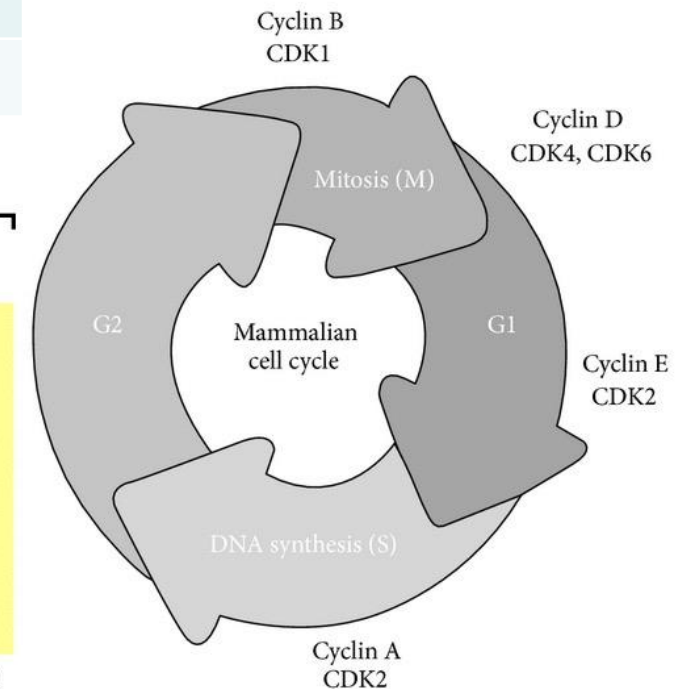 Cyclin B
CDK1
Cyclin D
CDK4, CDK6
Mitosis (M)
G2
Mammalian
cell cycle
G1
Cyclin E
CDK2
DNA synthesis (S)
Cyclin A
CDK2